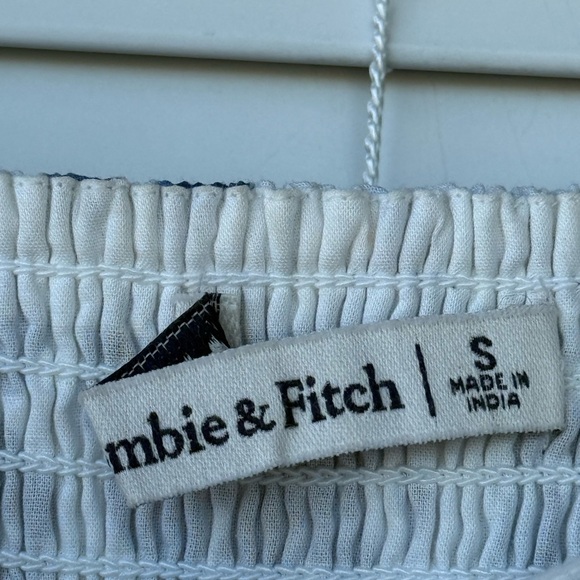 mbie & Fitch
S
MADE IN
INDIA